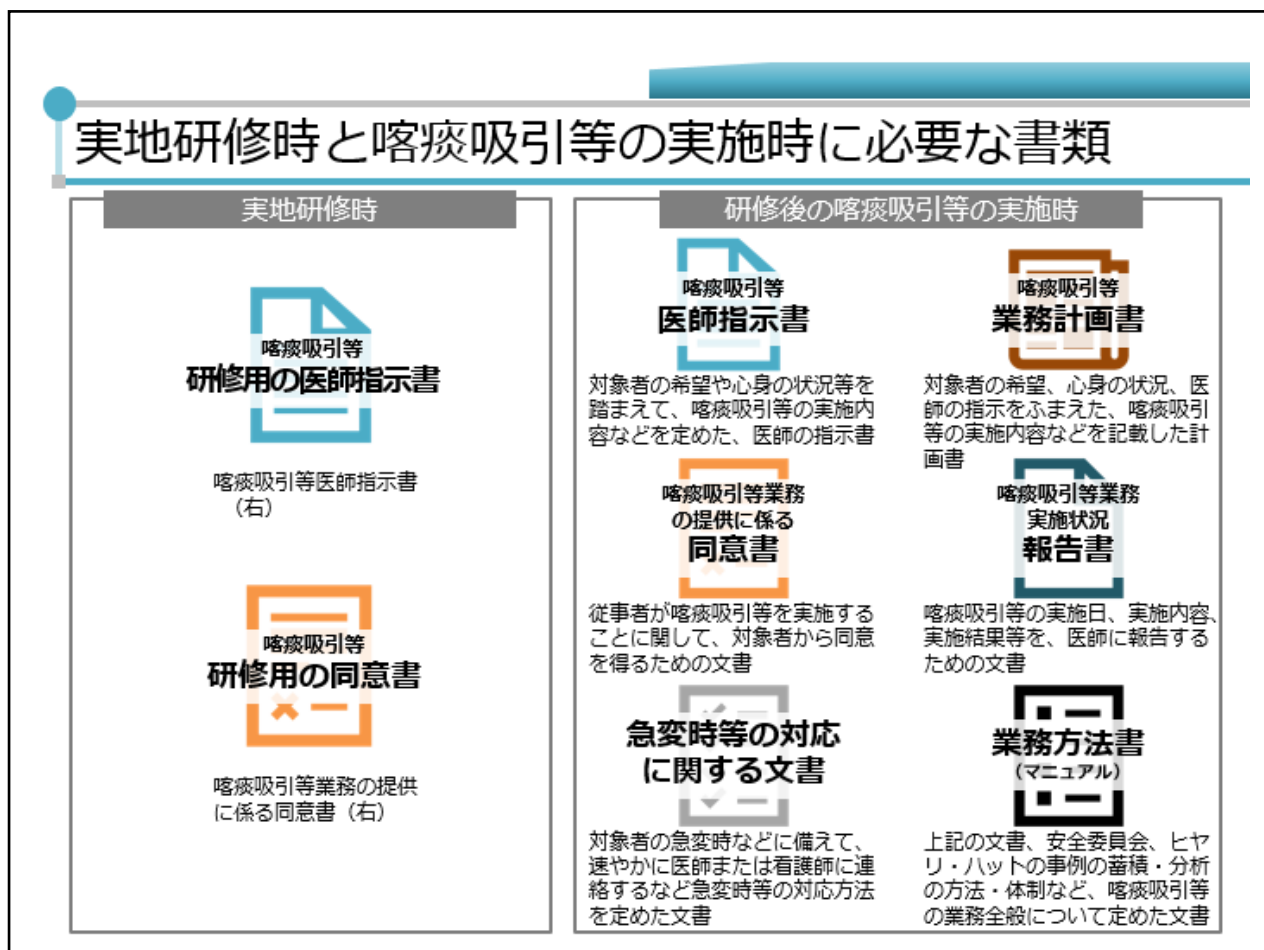 実地研修時と喀痰吸引等の実施時に必要な書類
実地研修時
喀痰吸引等
研修用の医師指示書
喀痰吸引等医師指示書
（右）
喀痰吸引等
研修用の同意書
喀痰吸引等業務の提供
に係る同意書（右）
研修後の喀痰吸引等の実施時
喀痰吸引等
医師指示書
対象者の希望や心身の状況等を
踏まえて、喀痰吸引等の実施内
容などを定めた、医師の指示書
喀痰吸引等
業務計画書
対象者の希望、心身の状況、医
師の指示をふまえた、喀痰吸引
等の実施内容などを記載した計
画書
喀痰吸引等業務
の提供に係る
同意書
従事者が喀痰吸引等を実施する
ことに関して、対象者から同意
を得るための文書
喀痰吸引等業務
実施状況
報告書
喀痰吸引等の実施日、実施内容、
実施結果等を、医師に報告する
ための文書
急変時等の対応
に関する文書
対象者の急変時などに備えて、
速やかに医師または看護師に連
絡するなど急変時等の対応方法
を定めた文書
業務方法書
（マニュアル）
上記の文書、安全委員会、ヒヤ
リ・ハットの事例の蓄積・分析
の方法・体制など、喀痰吸引等
の業務全般について定めた文書